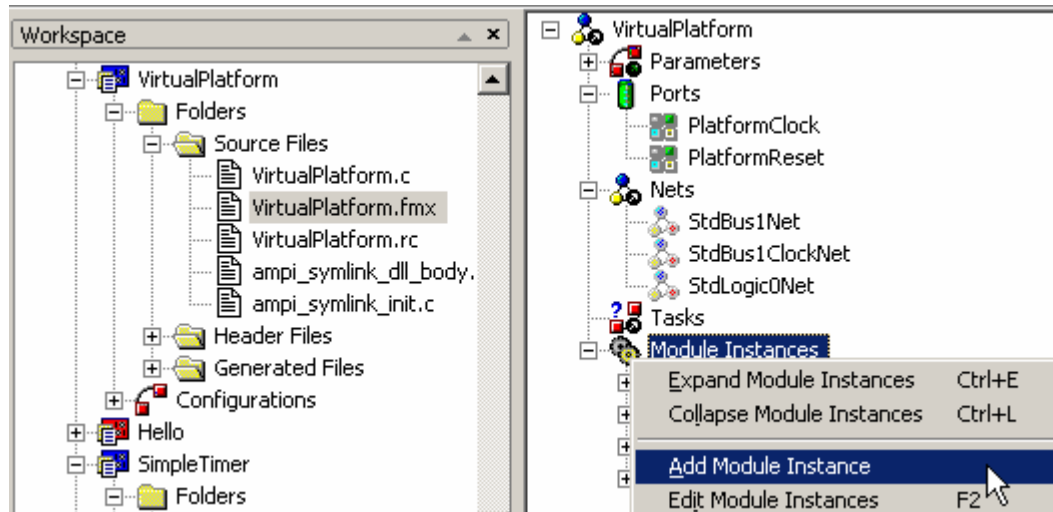 Workspace
VirtualPlatform
Folders
Source Files
VirtualPlatform.c
VirtualPlatform.fmx
VirtualPlatform.rc
ampi_symlink_dll_body.
ampi_symlink_init.c
Header Files
Generated Files
Configurations
Hello
SimpleTimer
Folders
VirtualPlatform
Parameters
Ports
PlatformClock
PlatformReset
Nets
StdBus1Net
StdBus1ClockNet
StdLogic0Net
Tasks
Module Instances
Expand Module Instances Ctrl+E
Collapse Module Instances Ctrl+L
Add Module Instance
Edit Module Instances F2